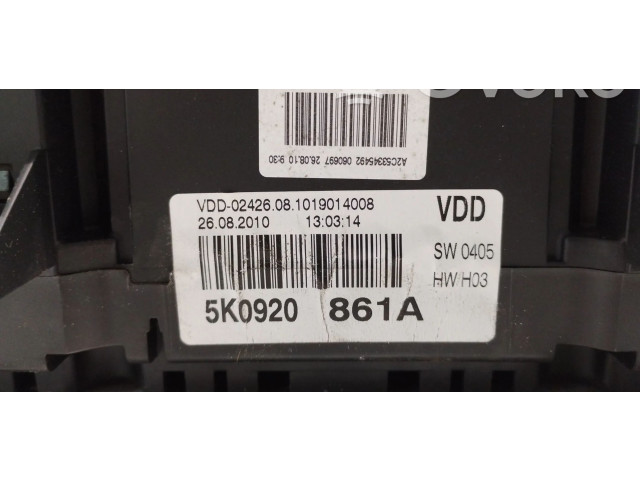 A2C53345492 060697 26.08.10 9:30
VDD-02426.08.1019014008
26.08.2010 13:03:14
VDD
SW 0405
HW H03
5K0920 861A